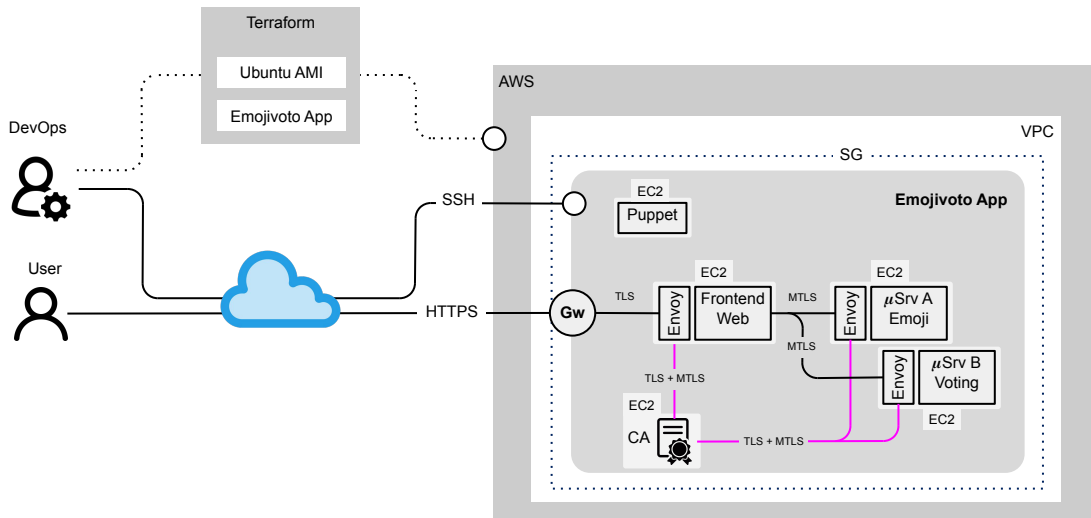 Terraform
Ubuntu AMI
Emojivoto App
DevOps
User
SSH
HTTPS
AWS
VPC
SG
Emojivoto App
EC2
Puppet
Gw
TLS
EC2
Envoy
Frontend
Web
MTLS
MTLS
EC2
Envoy
μSrv A
Emoji
Envoy
μSrv B
Voting
EC2
TLS + MTLS
EC2
CA
TLS + MTLS